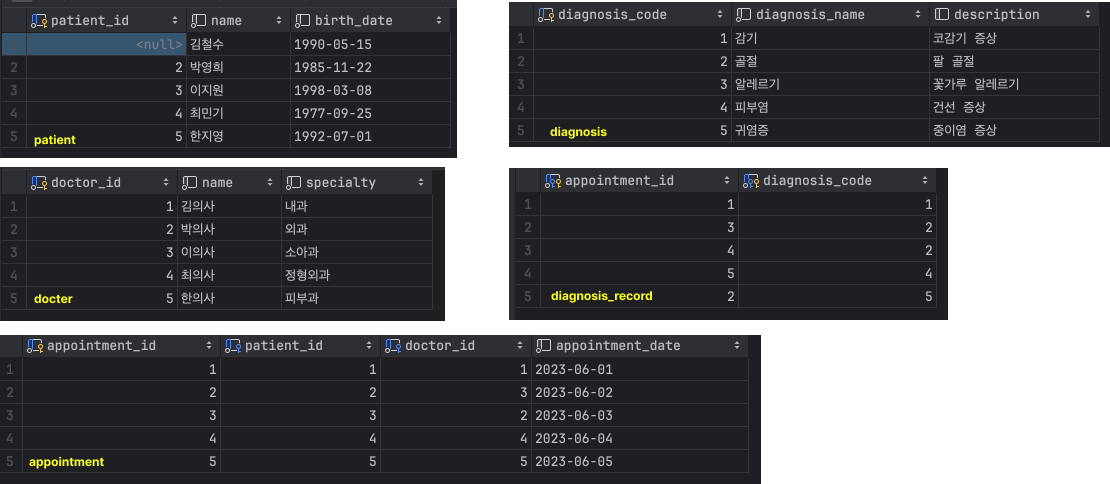 patient_id name birth_date
1 <null> 김철수 1990-05-15
2 2 박영희 1985-11-22
3 3 이지원 1998-03-08
4 4 최민기 1977-09-25
5 patient 5 한지영 1992-07-01
diagnosis_code diagnosis_name description
1 1 감기 코감기 증상
2 2 골절 팔 골절
3 3 알레르기 꽃가루 알레르기
4 4 피부염 건선 증상
5 diagnosis 5 귀염증 중이염 증상
doctor_id name specialty
1 1 김의사 내과
2 2 박의사 외과
3 3 이의사 소아과
4 4 최의사 정형외과
5 docter 5 한의사 피부과
appointment_id diagnosis_code
1 1 1
2 3 2
3 4 2
4 5 4
5 diagnosis_record 2 5
appointment_id patient_id doctor_id appointment_date
1 1 1 1 2023-06-01
2 2 2 3 2023-06-02
3 3 3 2 2023-06-03
4 4 4 4 2023-06-04
5 appointment 5 5 5 2023-06-05